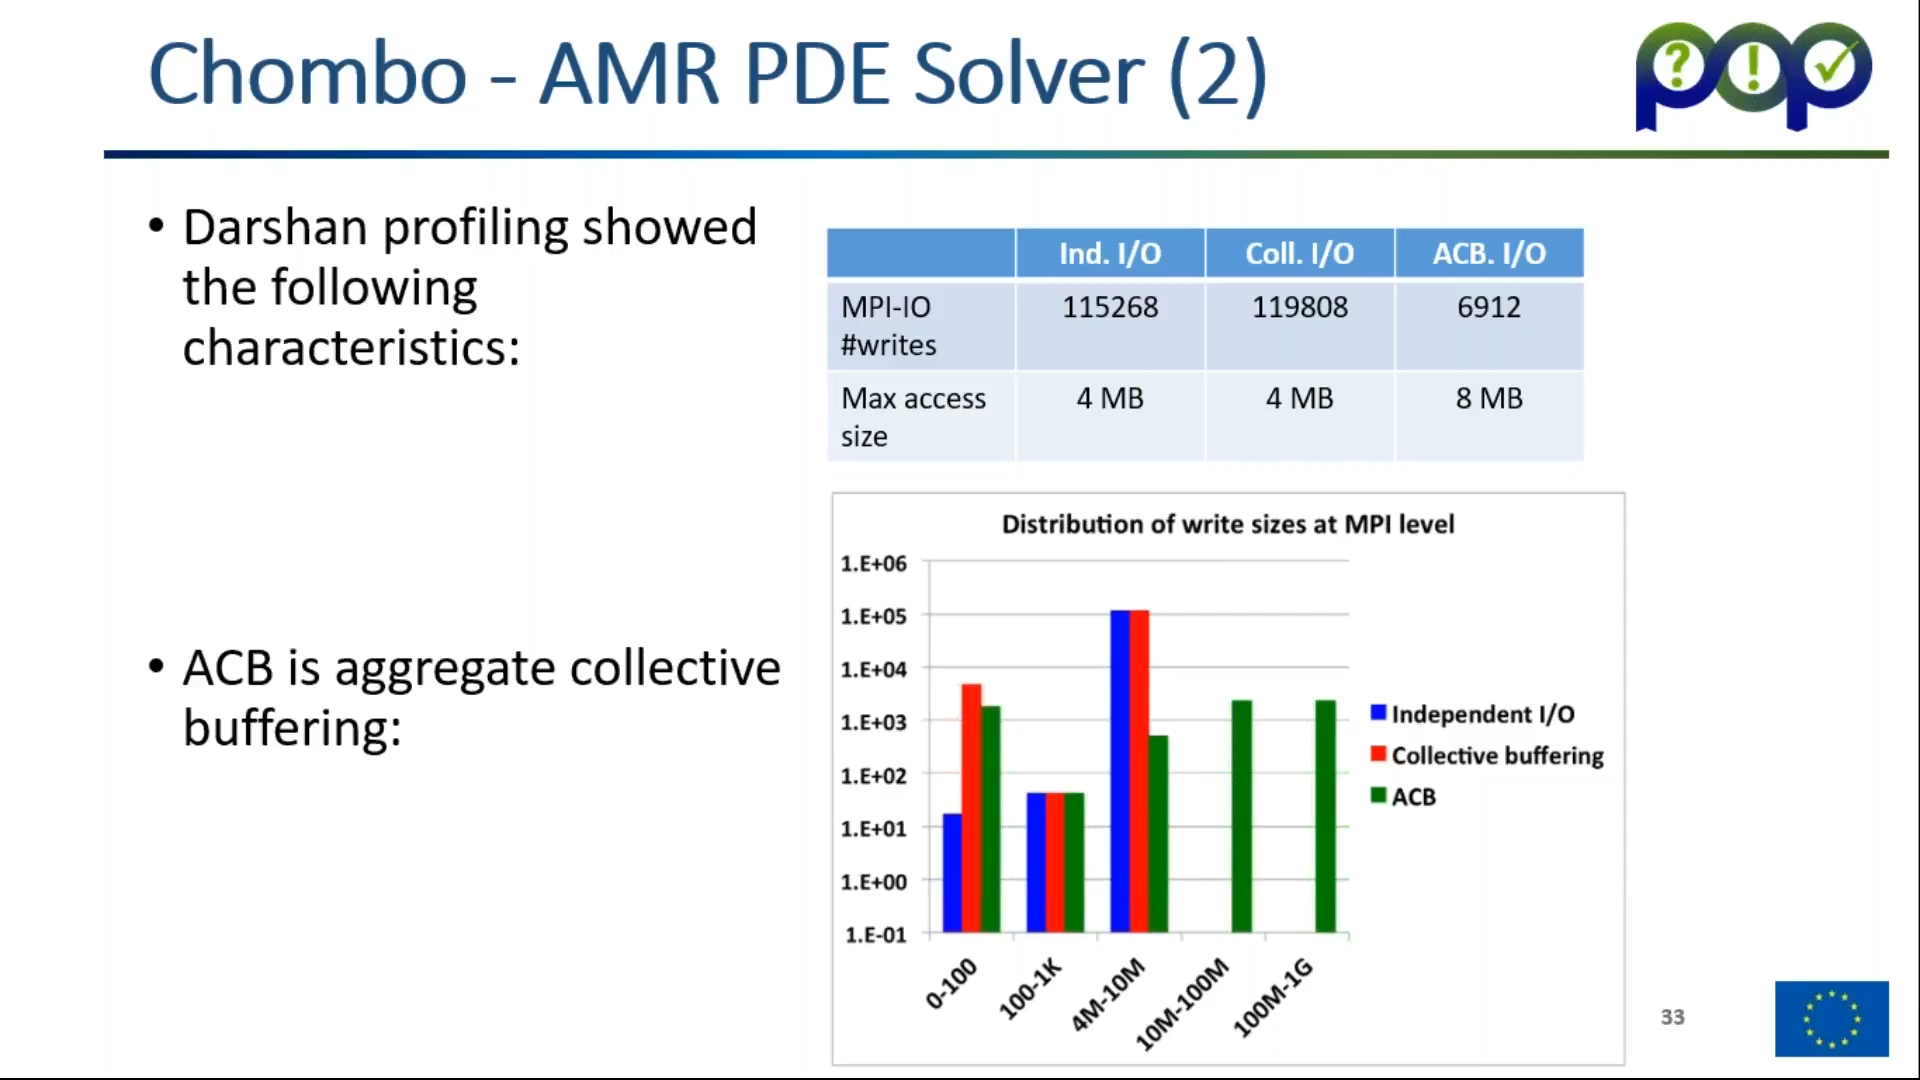 Chombo - AMR PDE Solver (2)
pop
? !
• Darshan profiling showed
the following
characteristics:
Ind. I/O Coll. I/O ACB. I/O
MPI-IO
#writes
115268 119808 6912
Max access
size
4 MB 4 MB 8 MB
• ACB is aggregate collective
buffering:
Distribution of write sizes at MPI level
1.E+06
1.E+05
1.E+04
1.E+03
1.E+02
1.E+01
1.E+00
1.E-01
0-100
100-1K
4M-10M
10M-100M
100M-1G
Independent I/O
Collective buffering
ACB
33